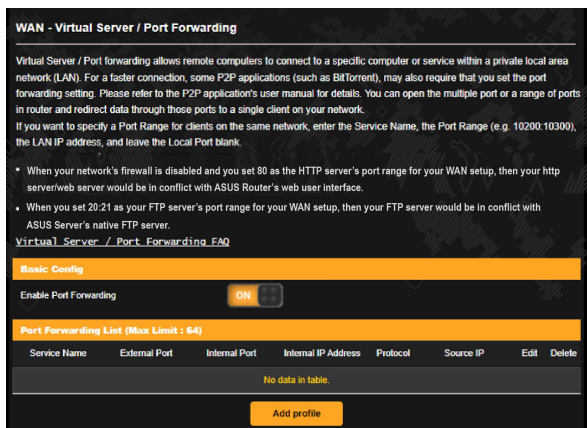 WAN - Virtual Server / Port Forwarding
Virtual Server / Port forwarding allows remote computers to connect to a specific computer or service within a private local area
network (LAN). For a faster connection, some P2P applications (such as BitTorrent), may also require that you set the port
forwarding setting. Please refer to the P2P application's user manual for details. You can open the multiple port or a range of ports
in router and redirect data through those ports to a single client on your network.
If you want to specify a Port Range for clients on the same network, enter the Service Name, the Port Range (e.g. 10200:10300),
the LAN IP address, and leave the Local Port blank.
• When your network's firewall is disabled and you set 80 as the HTTP server's port range for your WAN setup, then your http
server/web server would be in conflict with ASUS Router's web user interface.
• When you set 20:21 as your FTP server's port range for your WAN setup, then your FTP server would be in conflict with
ASUS Server's native FTP server.
Virtual Server / Port Forwarding FAQ
Basic Config
Enable Port Forwarding ON
Port Forwarding List (Max Limit : 64)
Service Name External Port Internal Port Internal IP Address Protocol Source IP Edit Delete
No data in table.
Add profile